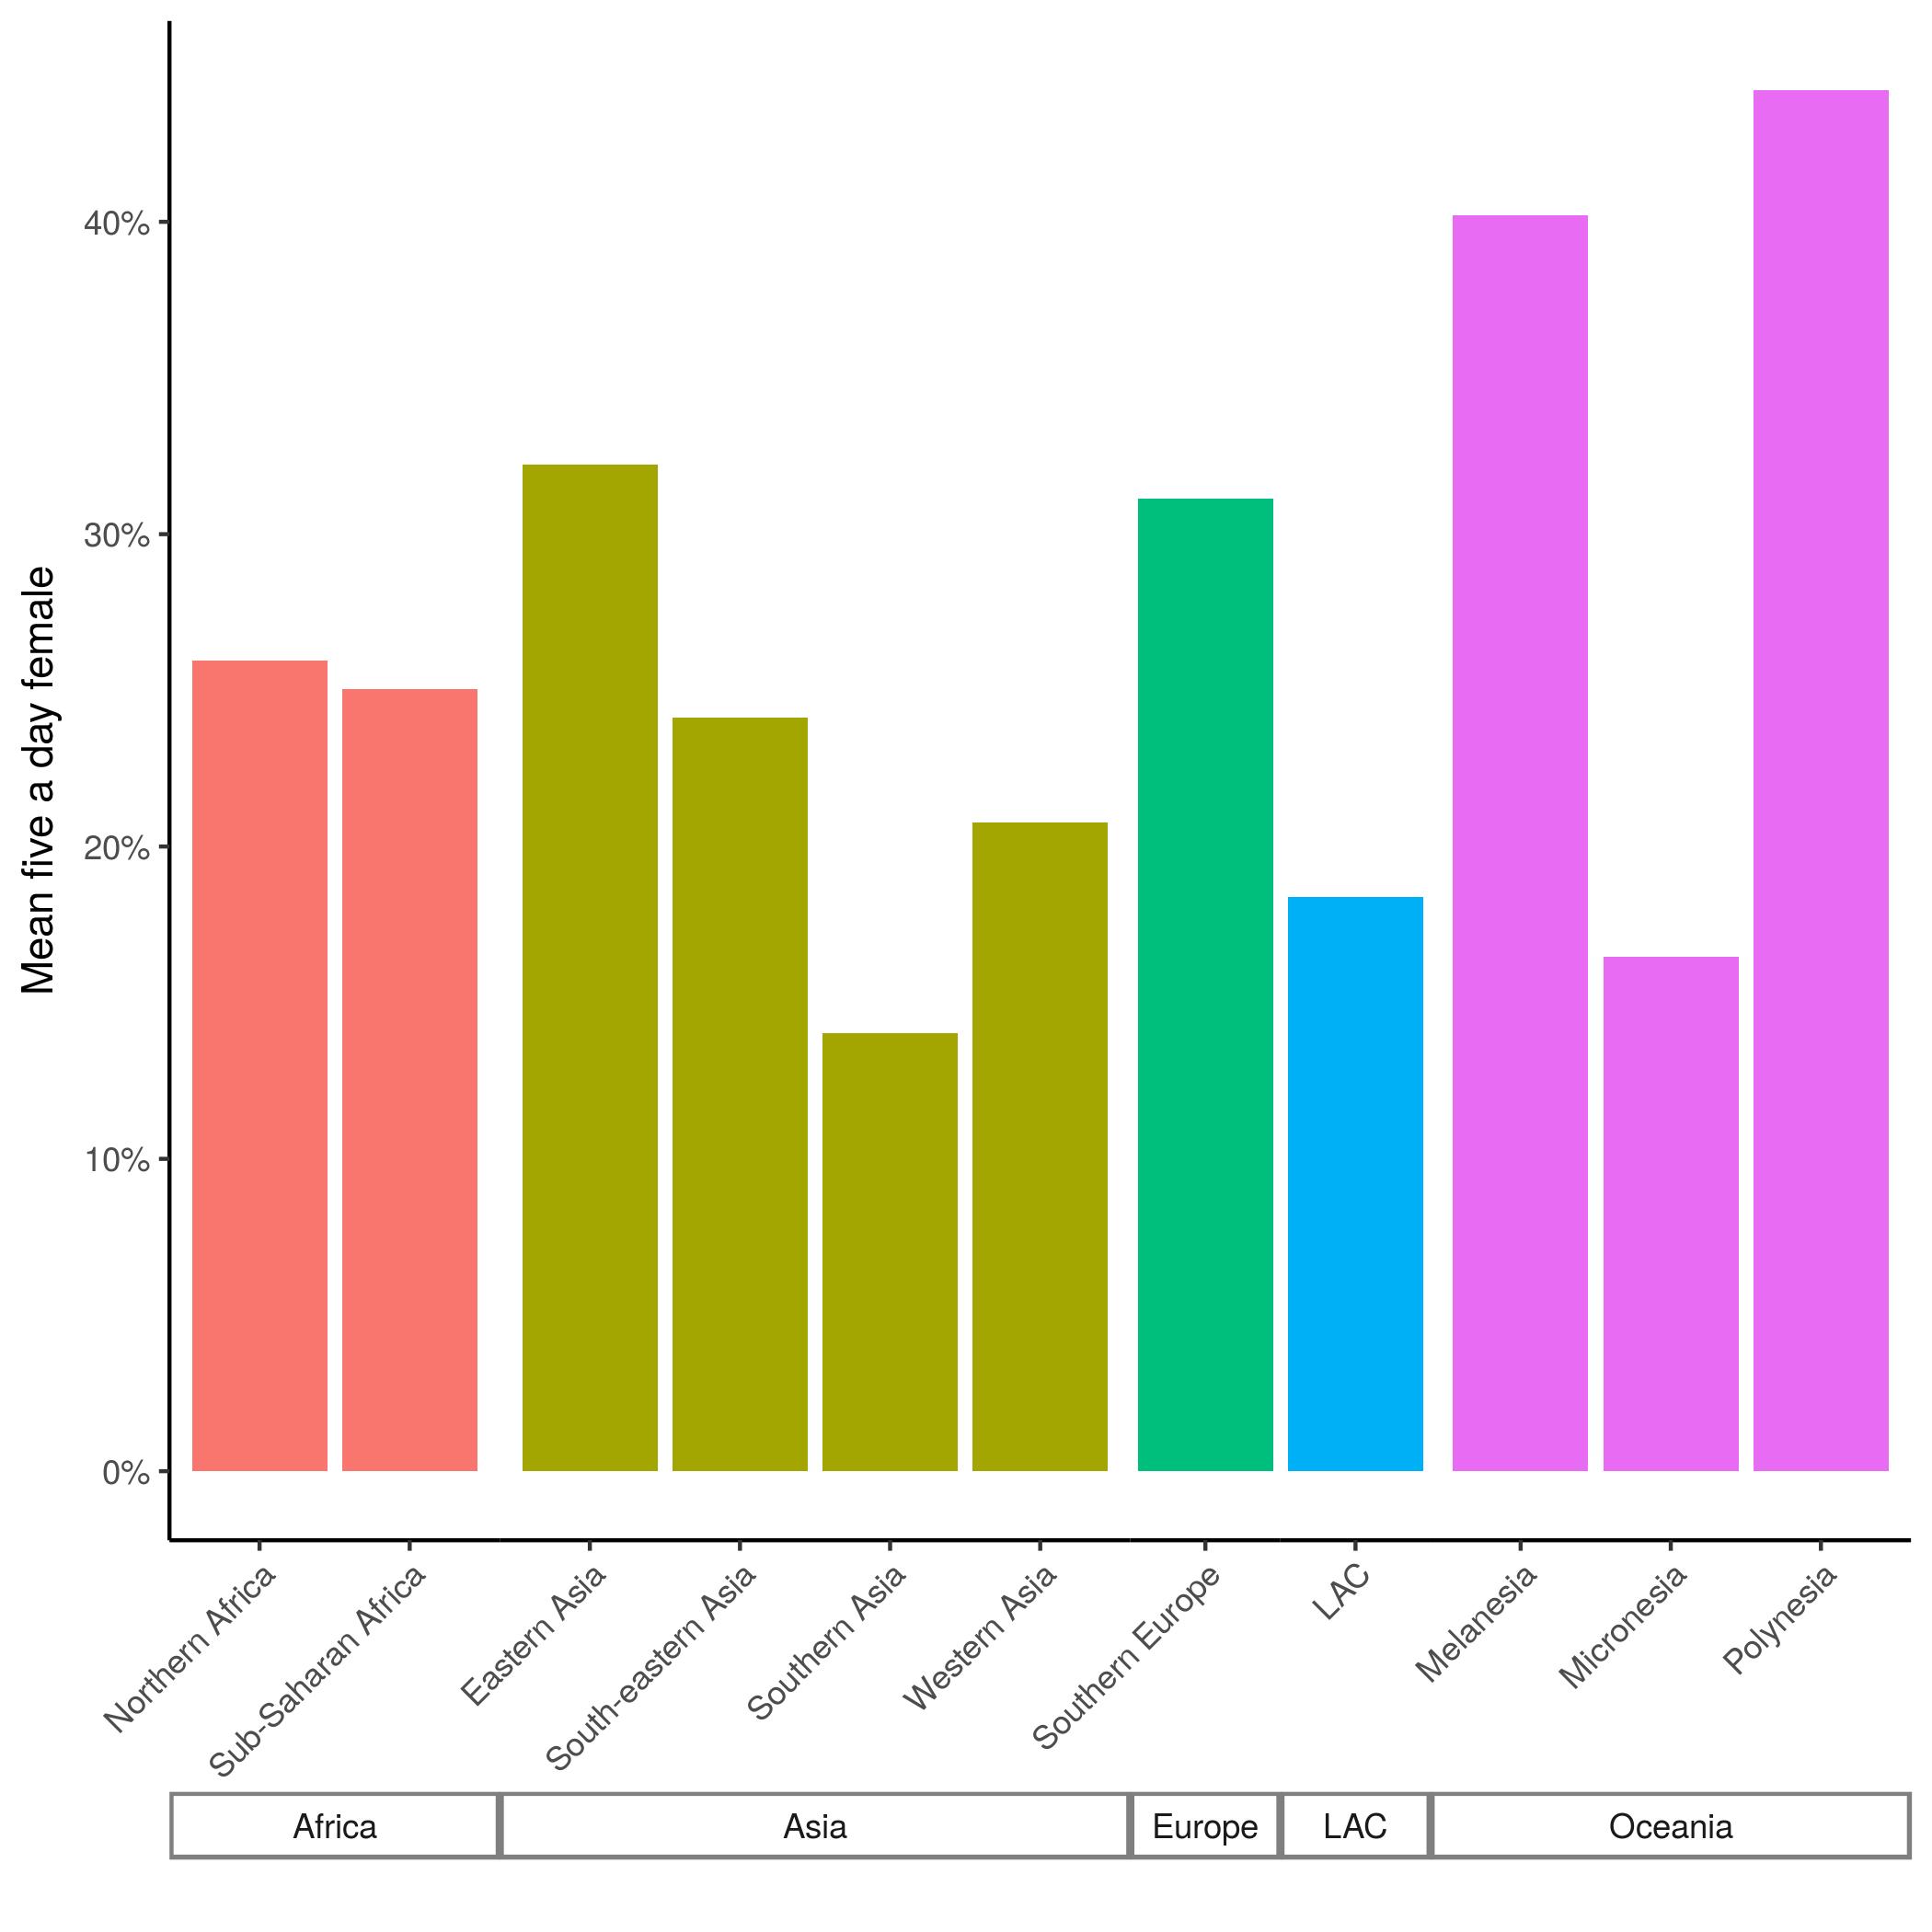 Mean five a day female
40%
30%
20%
10%
0%
Northern Africa
Sub-Saharan Africa
Eastern Asia
South-eastern Asia
Southern Asia
Western Asia
Southern Europe
LAC
Melanesia
Micronesia
Polynesia
Africa
Asia
Europe
LAC
Oceania